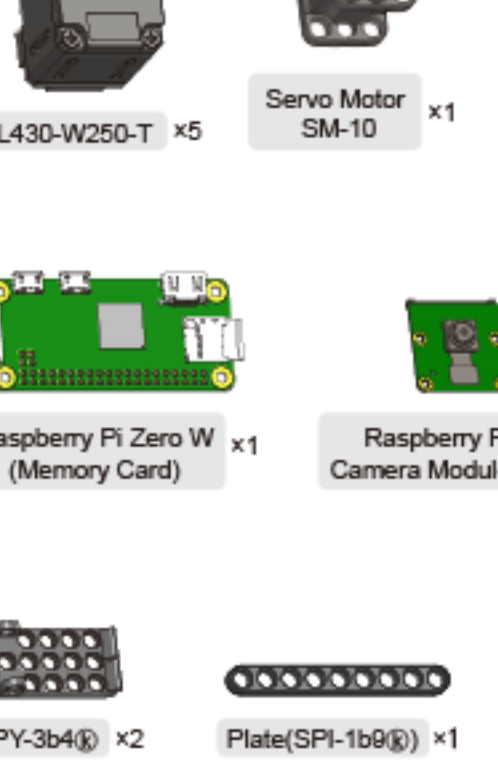 L430-W250-T ×5
Servo Motor
SM-10
×1
aspberry Pi Zero W
(Memory Card)
×1
Raspberry
Camera Modul
PY-3b4ⓚ ×2
Plate(SPI-1b9ⓚ) ×1